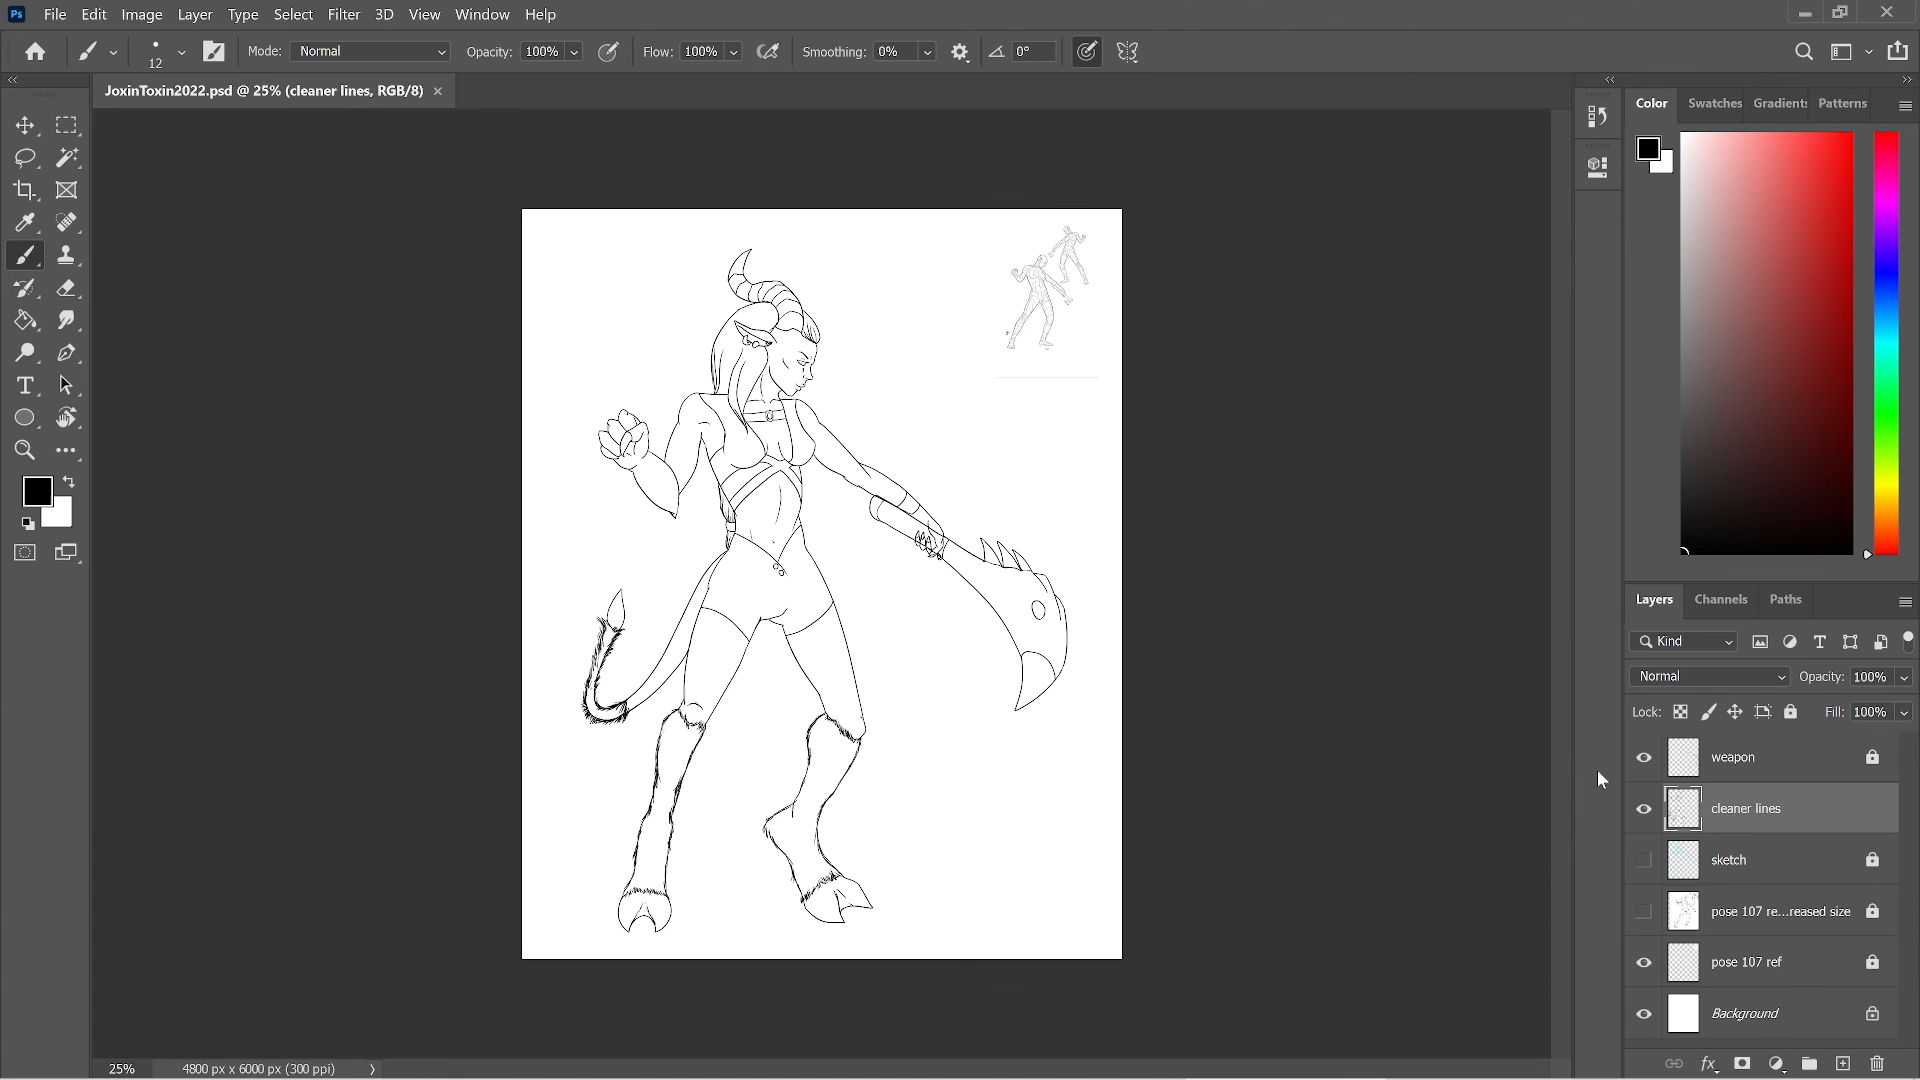 Ps File Edit Image Layer Type Select Filter 3D View Window Help
12 Mode: Normal Opacity: 100% Flow: 100% Smoothing: 0% 0°
JoxinToxin2022.psd @ 25% (cleaner lines, RGB/8)
Color Swatches Gradients Patterns
Layers Channels Paths
Kind
Normal Opacity: 100%
Lock: Fill: 100%
weapon
cleaner lines
sketch
pose 107 re...reased size
pose 107 ref
Background
25% 4800 px x 6000 px (300 ppi)